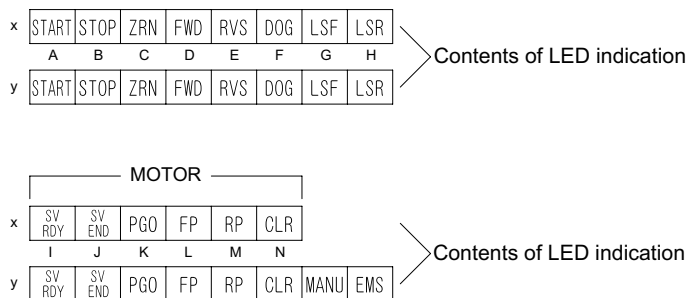 x START STOP ZRN FWD RVS DOG LSF LSR
A B C D E F G H
Contents of LED indication
y START STOP ZRN FWD RVS DOG LSF LSR
MOTOR
x SV RDY SV END PG0 FP RP CLR
I J K L M N
Contents of LED indication
y SV RDY SV END PG0 FP RP CLR MANU EMS